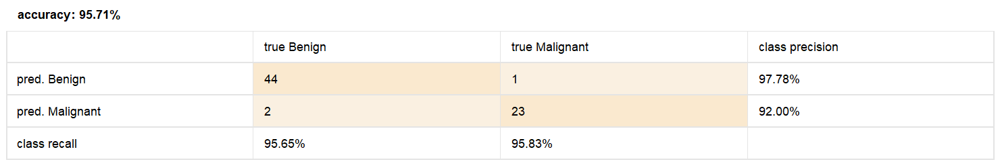 accuracy: 95.71%
true Benign true Malignant class precision
pred. Benign 44 1 97.78%
pred. Malignant 2 23 92.00%
class recall 95.65% 95.83%